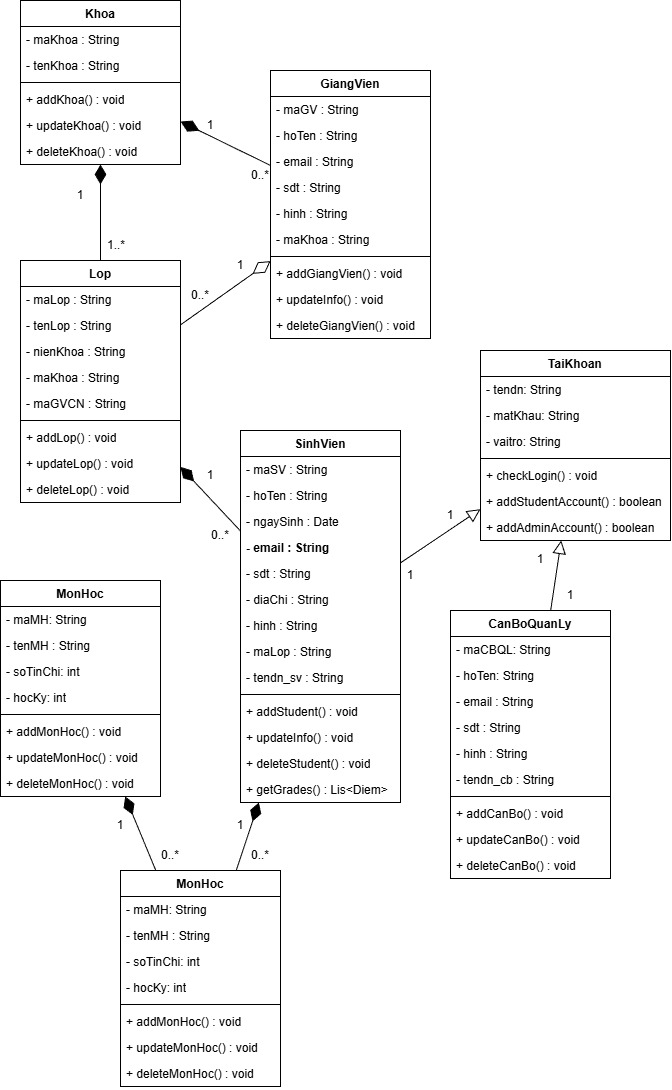 Khoa
- maKhoa : String
- tenKhoa : String
+ addKhoa() : void
+ updateKhoa() : void
+ deleteKhoa() : void
1
0..*
1
1..*
GiangVien
- maGV : String
- hoTen : String
- email : String
- sdt : String
- hinh : String
- maKhoa : String
+ addGiangVien() : void
+ updateInfo() : void
+ deleteGiangVien() : void
1
0..*
Lop
- maLop : String
- tenLop : String
- nienKhoa : String
- maKhoa : String
- maGVCN : String
+ addLop() : void
+ updateLop() : void
+ deleteLop() : void
1
0..*
TaiKhoan
- tendn: String
- matKhau: String
- vaitro: String
+ checkLogin() : void
+ addStudentAccount() : boolean
+ addAdminAccount() : boolean
1
1
1
1
SinhVien
- maSV : String
- hoTen : String
- ngaySinh : Date
- email : String
- sdt : String
- diaChi : String
- hinh : String
- maLop : String
- tendn_sv : String
+ addStudent() : void
+ updateInfo() : void
+ deleteStudent() : void
+ getGrades() : Lis<Diem>
MonHoc
- maMH: String
- tenMH : String
- soTinChi: int
- hocKy: int
+ addMonHoc() : void
+ updateMonHoc() : void
+ deleteMonHoc() : void
CanBoQuanLy
- maCBQL: String
- hoTen: String
- email : String
- sdt : String
- hinh : String
- tendn_cb : String
+ addCanBo() : void
+ updateCanBo() : void
+ deleteCanBo() : void
1
0..*
1
0..*
MonHoc
- maMH: String
- tenMH : String
- soTinChi: int
- hocKy: int
+ addMonHoc() : void
+ updateMonHoc() : void
+ deleteMonHoc() : void